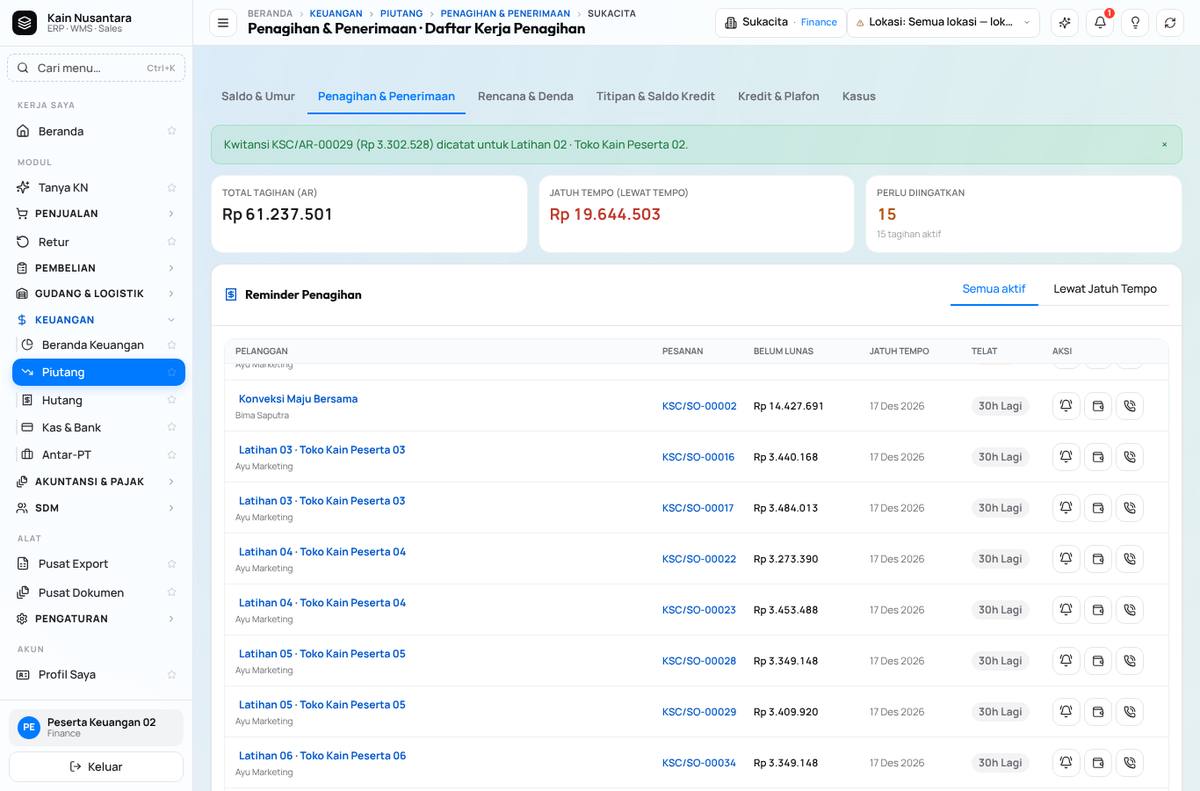 Kain Nusantara
ERP · WMS · Sales
Cari menu... Ctrl+K
KERJA SAYA
Beranda
MODUL
Tanya KN
PENJUALAN
Retur
PEMBELIAN
GUDANG & LOGISTIK
KEUANGAN
Beranda Keuangan
Piutang
Hutang
Kas & Bank
Antar-PT
AKUNTANSI & PAJAK
SDM
ALAT
Pusat Export
Pusat Dokumen
PENGATURAN
AKUN
Profil Saya
PE Peserta Keuangan 02
Finance
Keluar
BERANDA › KEUANGAN › PIUTANG › PENAGIHAN & PENERIMAAN › SUKACITA
Penagihan & Penerimaan · Daftar Kerja Penagihan
Sukacita · Finance
Lokasi: Semua lokasi — lok...
1
Saldo & Umur Penagihan & Penerimaan Rencana & Denda Titipan & Saldo Kredit Kredit & Plafon Kasus
Kwitansi KSC/AR-00029 (Rp 3.302.528) dicatat untuk Latihan 02 · Toko Kain Peserta 02. ×
TOTAL TAGIHAN (AR)
Rp 61.237.501
JATUH TEMPO (LEWAT TEMPO)
Rp 19.644.503
PERLU DIINGATKAN
15
15 tagihan aktif
Reminder Penagihan
Semua aktif Lewat Jatuh Tempo
PELANGGAN PESANAN BELUM LUNAS JATUH TEMPO TELAT AKSI
Ayu Marketing
Konveksi Maju Bersama
Bima Saputra
KSC/SO-00002 Rp 14.427.691 17 Des 2026 30h Lagi
Latihan 03 · Toko Kain Peserta 03
Ayu Marketing
KSC/SO-00016 Rp 3.440.168 17 Des 2026 30h Lagi
Latihan 03 · Toko Kain Peserta 03
Ayu Marketing
KSC/SO-00017 Rp 3.484.013 17 Des 2026 30h Lagi
Latihan 04 · Toko Kain Peserta 04
Ayu Marketing
KSC/SO-00022 Rp 3.273.390 17 Des 2026 30h Lagi
Latihan 04 · Toko Kain Peserta 04
Ayu Marketing
KSC/SO-00023 Rp 3.453.488 17 Des 2026 30h Lagi
Latihan 05 · Toko Kain Peserta 05
Ayu Marketing
KSC/SO-00028 Rp 3.349.148 17 Des 2026 30h Lagi
Latihan 05 · Toko Kain Peserta 05
Ayu Marketing
KSC/SO-00029 Rp 3.409.920 17 Des 2026 30h Lagi
Latihan 06 · Toko Kain Peserta 06
Ayu Marketing
KSC/SO-00034 Rp 3.349.148 17 Des 2026 30h Lagi